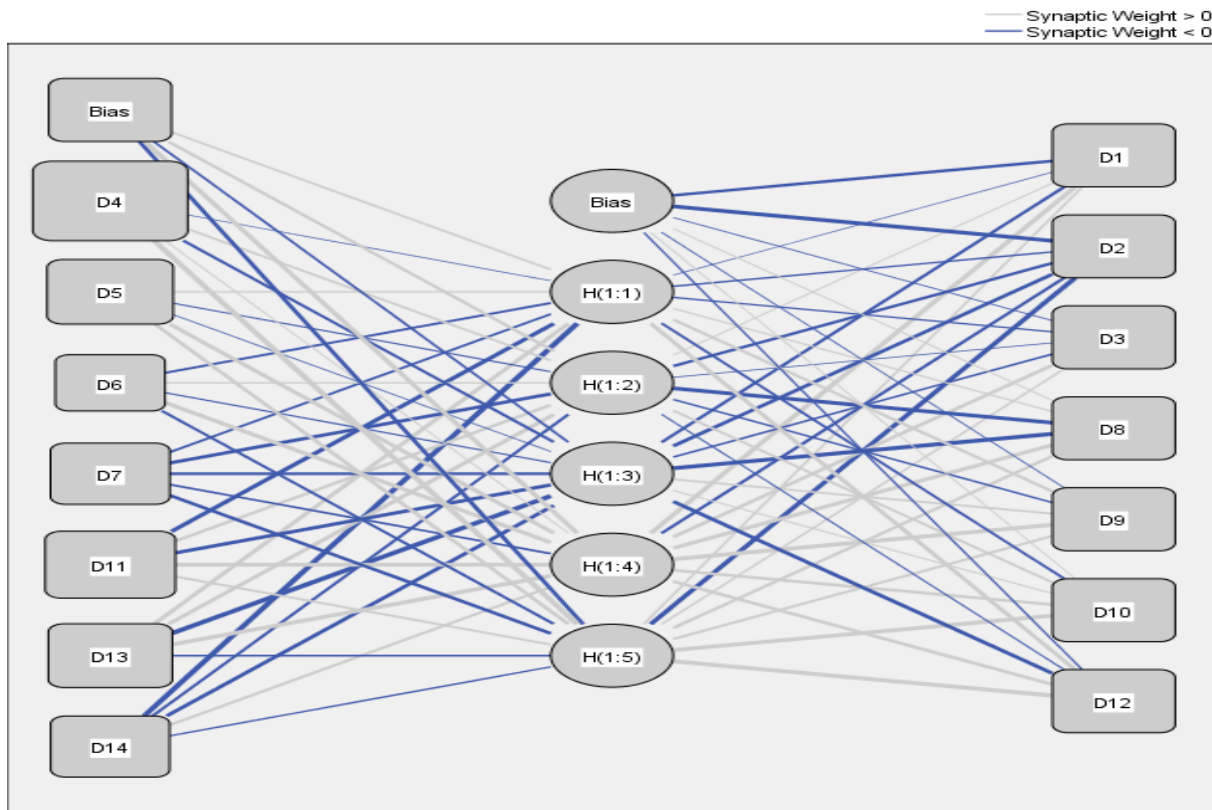 Synaptic Weight > 0
Synaptic Weight < 0
Bias
D4
D5
D6
D7
D11
D13
D14
Bias
H(1:1)
H(1:2)
H(1:3)
H(1:4)
H(1:5)
D1
D2
D3
D8
D9
D10
D12